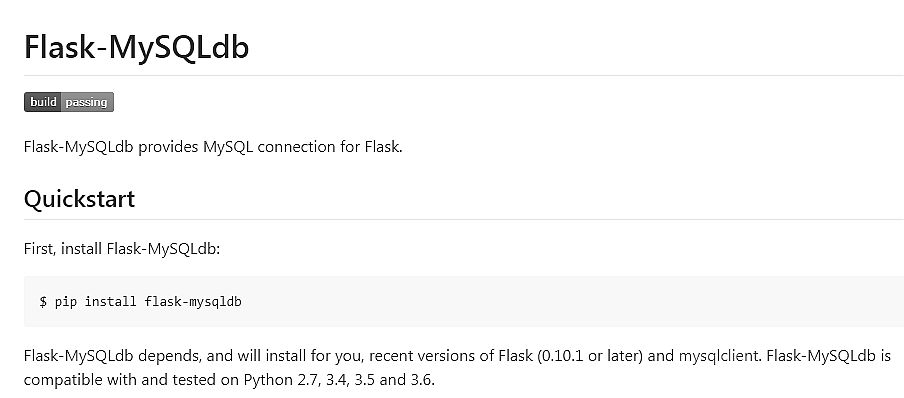 Flask-MySQLdb
build passing
Flask-MySQLdb provides MySQL connection for Flask.
Quickstart
First, install Flask-MySQLdb:
$ pip install flask-mysqldb
Flask-MySQLdb depends, and will install for you, recent versions of Flask (0.10.1 or later) and mysqlclient. Flask-MySQLdb is
compatible with and tested on Python 2.7, 3.4, 3.5 and 3.6.